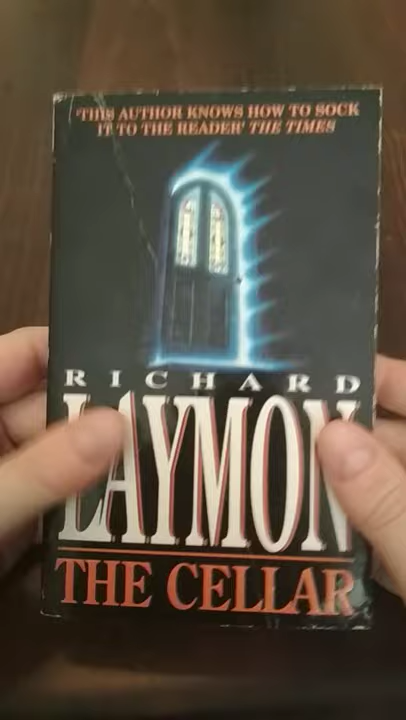 'THIS AUTHOR KNOWS HOW TO SOCK
IT TO THE READER' THE TIMES
RICHARD
LAYMON
THE CELLAR